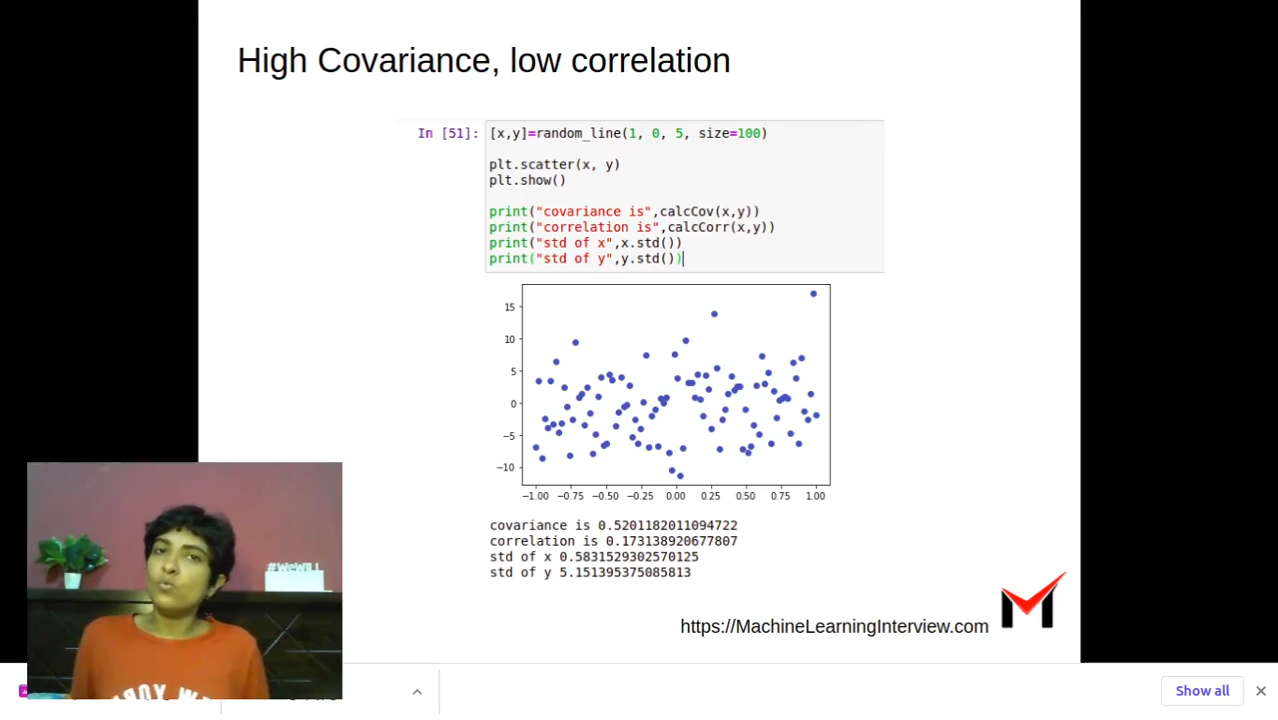 High Covariance, low correlation
In [51]: [x,y]=random_line(1, 0, 5, size=100)
plt.scatter(x, y)
plt.show()
print("covariance is",calcCov(x,y))
print("correlation is",calcCorr(x,y))
print("std of x",x.std())
print("std of y",y.std())
15
10
5
0
−5
−10
−1.00 −0.75 −0.50 −0.25 0.00 0.25 0.50 0.75 1.00
covariance is 0.5201182011094722
correlation is 0.173138920677807
std of x 0.5831529302570125
std of y 5.151395375085813
#WeWiLL
https://MachineLearningInterview.com
Show all